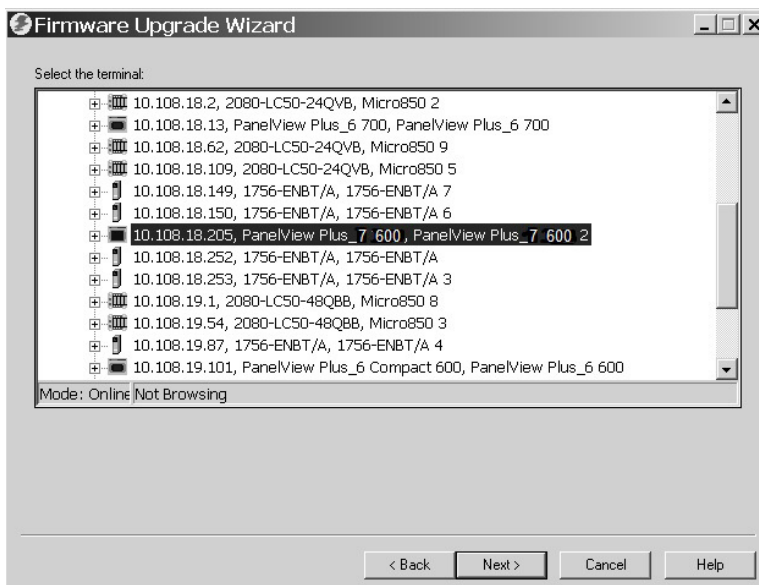 Firmware Upgrade Wizard
Select the terminal:
10.108.18.2, 2080-LC50-24QVB, Micro850 2
10.108.18.13, PanelView Plus_6 700, PanelView Plus_6 700
10.108.18.62, 2080-LC50-24QVB, Micro850 9
10.108.18.109, 2080-LC50-24QVB, Micro850 5
10.108.18.149, 1756-ENBT/A, 1756-ENBT/A 7
10.108.18.150, 1756-ENBT/A, 1756-ENBT/A 6
10.108.18.205, PanelView Plus_7 600, PanelView Plus_7 600 2
10.108.18.252, 1756-ENBT/A, 1756-ENBT/A
10.108.18.253, 1756-ENBT/A, 1756-ENBT/A 3
10.108.19.1, 2080-LC50-48QBB, Micro850 8
10.108.19.54, 2080-LC50-48QBB, Micro850 3
10.108.19.87, 1756-ENBT/A, 1756-ENBT/A 4
10.108.19.101, PanelView Plus_6 Compact 600, PanelView Plus_6 600
Mode: Online Not Browsing
< Back Next > Cancel Help